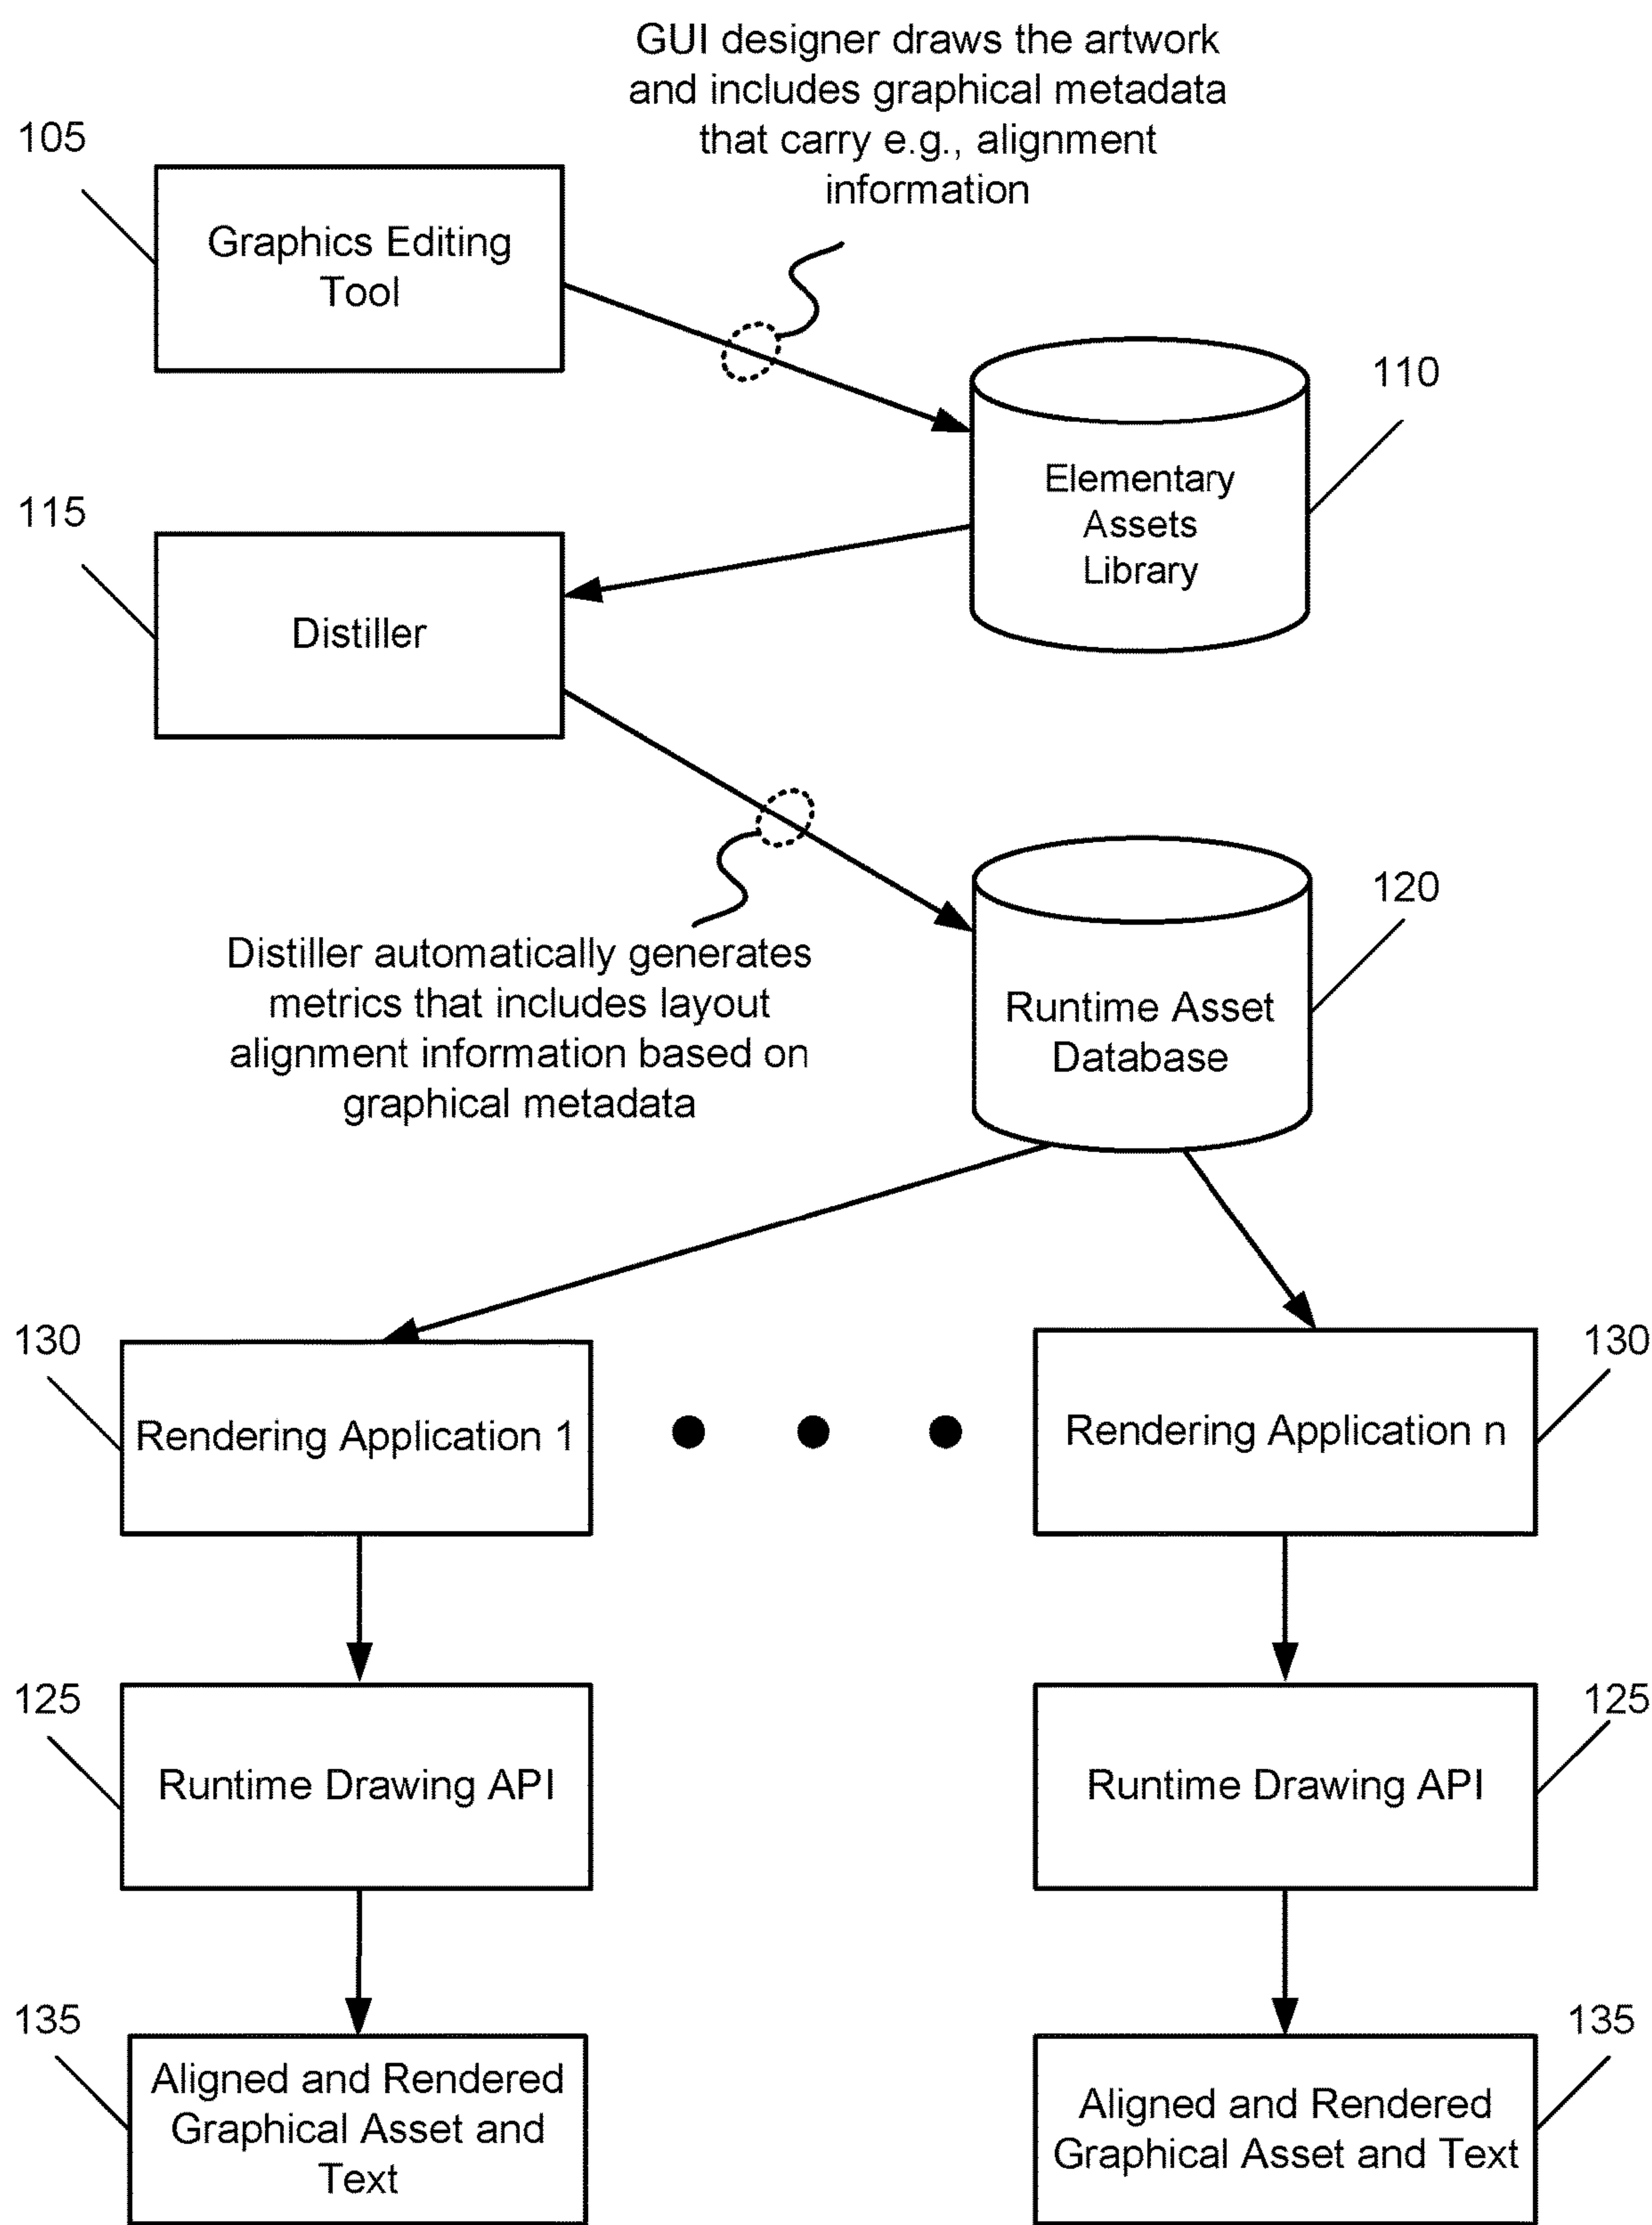 GUI designer draws the artwork
and includes graphical metadata
that carry e.g., alignment
information
105
Graphics Editing
Tool
110
Elementary
Assets
Library
115
Distiller
120
Runtime Asset
Database
Distiller automatically generates
metrics that includes layout
alignment information based on
graphical metadata
130
Rendering Application 1
130
Rendering Application n
125
Runtime Drawing API
125
Runtime Drawing API
135
Aligned and Rendered
Graphical Asset and
Text
135
Aligned and Rendered
Graphical Asset and Text